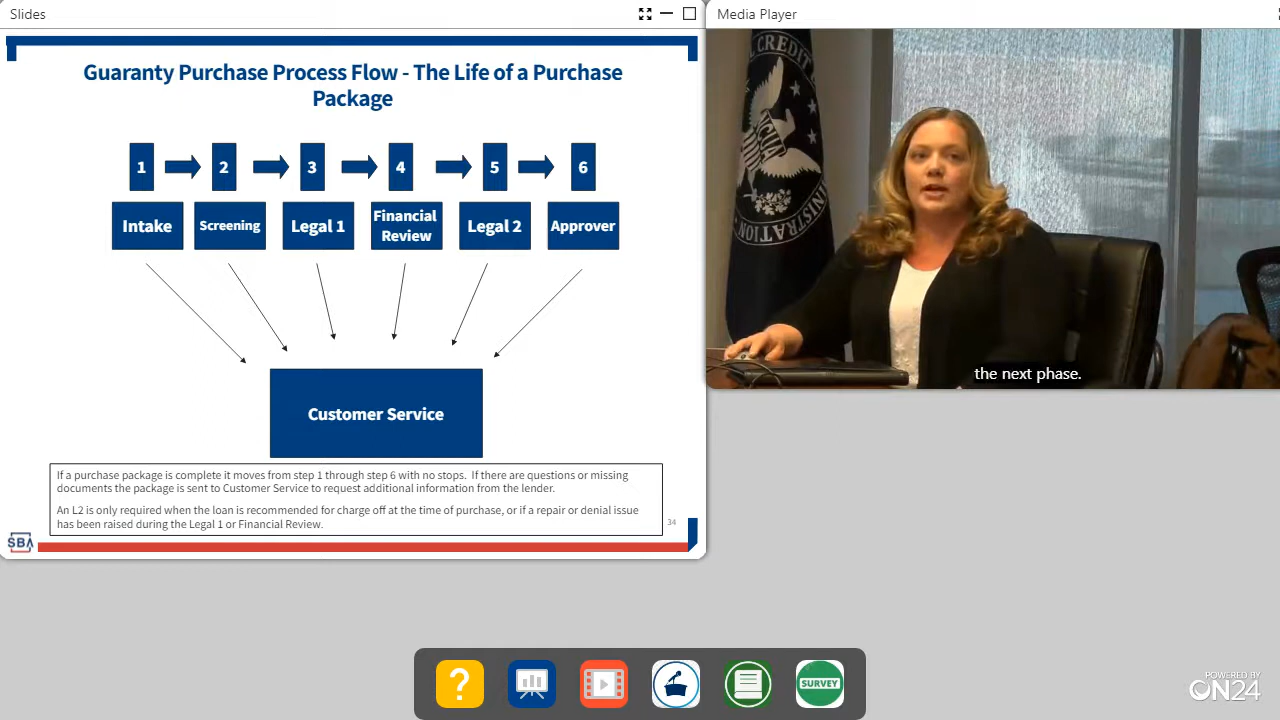 Slides
Media Player
Guaranty Purchase Process Flow - The Life of a Purchase
Package
1
2
3
4
5
6
Intake
Screening
Legal 1
Financial
Review
Legal 2
Approver
Customer Service
If a purchase package is complete it moves from step 1 through step 6 with no stops. If there are questions or missing
documents the package is sent to Customer Service to request additional information from the lender.
An L2 is only required when the loan is recommended for charge off at the time of purchase, or if a repair or denial issue
has been raised during the Legal 1 or Financial Review.
34
SBA
CREDIT
NCUA
MINISTRATION
the next phase.
?
SURVEY
POWERED BY
ON24